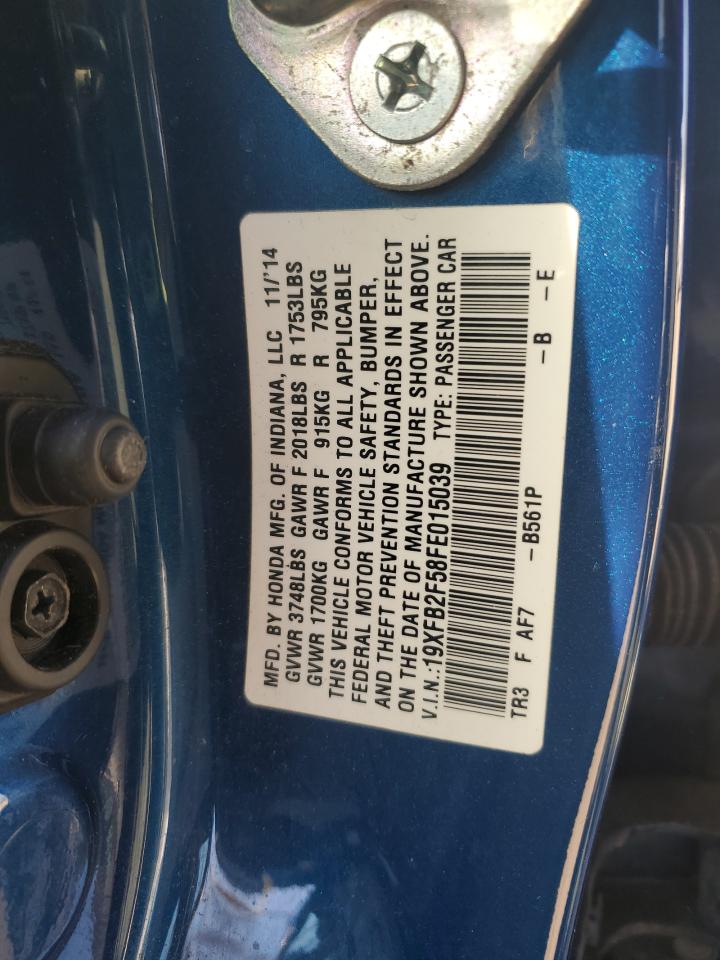 MFD. BY HONDA MFG. OF INDIANA, LLC 11/'14
GVWR 3748LBS GAWR F 2018LBS R 1753LBS
GVWR 1700KG GAWR F 915KG R 795KG
THIS VEHICLE CONFORMS TO ALL APPLICABLE
FEDERAL MOTOR VEHICLE SAFETY, BUMPER,
AND THEFT PREVENTION STANDARDS IN EFFECT
ON THE DATE OF MANUFACTURE SHOWN ABOVE.
V.I.N.:19XFB2F58FE015039 TYPE: PASSENGER CAR
TR3 F AF7 -B561P -B -E